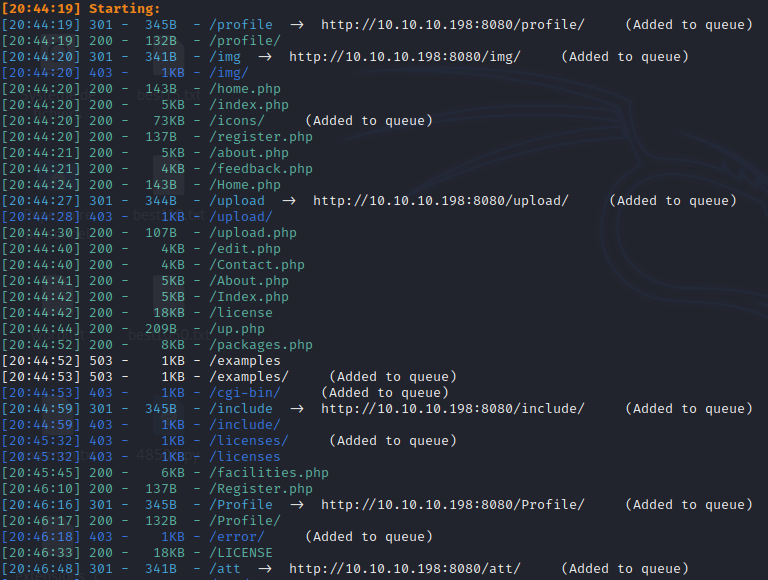 [20:44:19] Starting:
[20:44:19] 301 -  345B  - /profile  ->  http://10.10.10.198:8080/profile/     (Added to queue)
[20:44:19] 200 -  132B  - /profile/
[20:44:20] 301 -  341B  - /img  ->  http://10.10.10.198:8080/img/     (Added to queue)
[20:44:20] 403 -    1KB - /img/
[20:44:20] 200 -  143B  - /home.php
[20:44:20] 200 -    5KB - /index.php
[20:44:20] 200 -   73KB - /icons/     (Added to queue)
[20:44:20] 200 -  137B  - /register.php
[20:44:21] 200 -    5KB - /about.php
[20:44:21] 200 -    4KB - /feedback.php
[20:44:24] 200 -  143B  - /Home.php
[20:44:27] 301 -  344B  - /upload  ->  http://10.10.10.198:8080/upload/     (Added to queue)
[20:44:28] 403 -    1KB - /upload/
[20:44:30] 200 -  107B  - /upload.php
[20:44:40] 200 -    4KB - /edit.php
[20:44:40] 200 -    4KB - /Contact.php
[20:44:41] 200 -    5KB - /About.php
[20:44:42] 200 -    5KB - /Index.php
[20:44:42] 200 -   18KB - /license
[20:44:44] 200 -  209B  - /up.php
[20:44:52] 200 -    8KB - /packages.php
[20:44:52] 503 -    1KB - /examples
[20:44:53] 503 -    1KB - /examples/     (Added to queue)
[20:44:53] 403 -    1KB - /cgi-bin/     (Added to queue)
[20:44:59] 301 -  345B  - /include  ->  http://10.10.10.198:8080/include/     (Added to queue)
[20:44:59] 403 -    1KB - /include/
[20:45:32] 403 -    1KB - /licenses/     (Added to queue)
[20:45:32] 403 -    1KB - /licenses
[20:45:45] 200 -    6KB - /facilities.php
[20:46:10] 200 -  137B  - /Register.php
[20:46:16] 301 -  345B  - /Profile  ->  http://10.10.10.198:8080/Profile/     (Added to queue)
[20:46:17] 200 -  132B  - /Profile/
[20:46:18] 403 -    1KB - /error/     (Added to queue)
[20:46:33] 200 -   18KB - /LICENSE
[20:46:48] 301 -  341B  - /att  ->  http://10.10.10.198:8080/att/     (Added to queue)